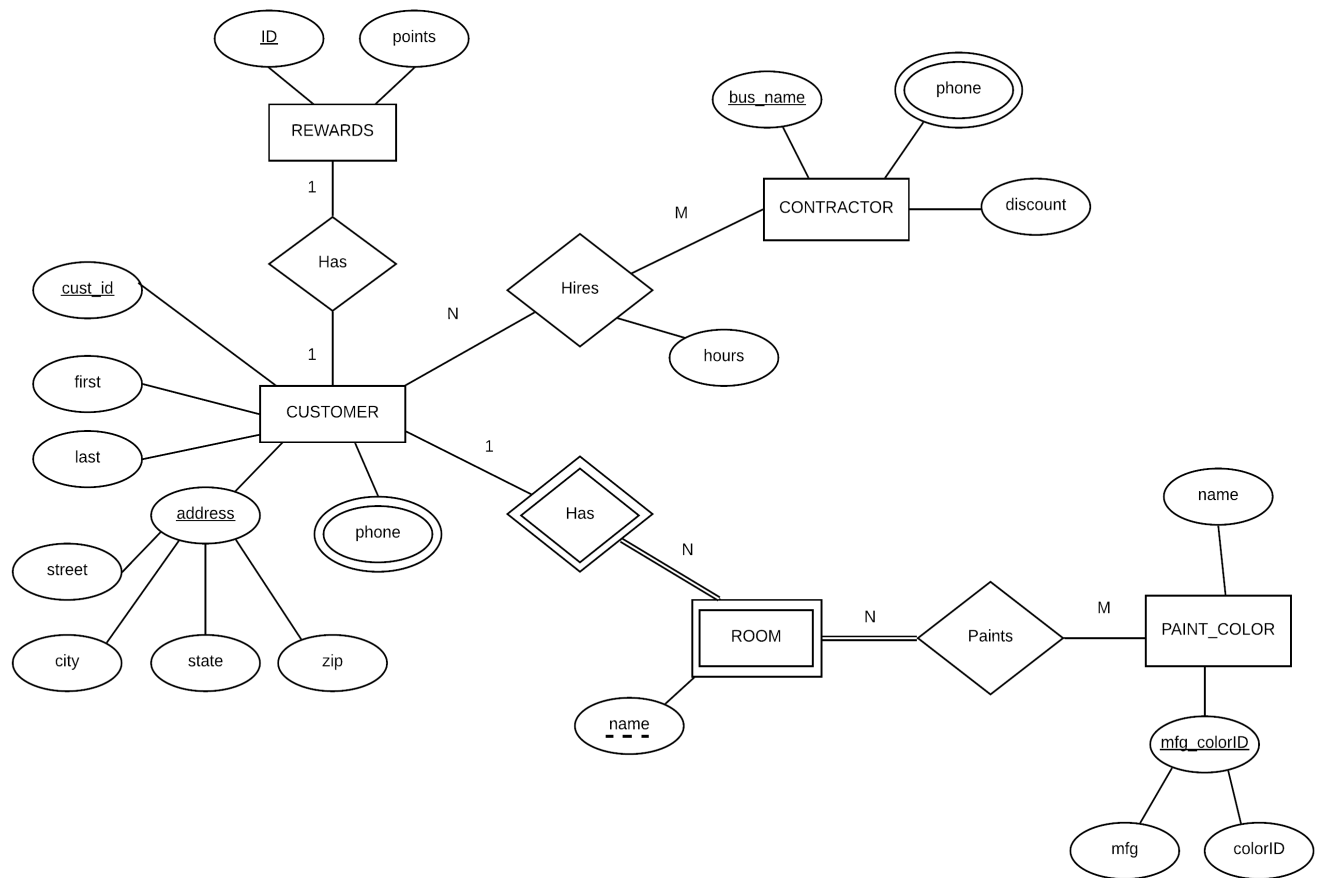 ID
points
REWARDS
1
Has
1
bus_name
phone
CONTRACTOR
discount
M
Hires
N
hours
cust_id
first
last
CUSTOMER
address
phone
street
city
state
zip
1
Has
N
ROOM
name
N
Paints
M
name
PAINT_COLOR
mfg_colorID
mfg
colorID